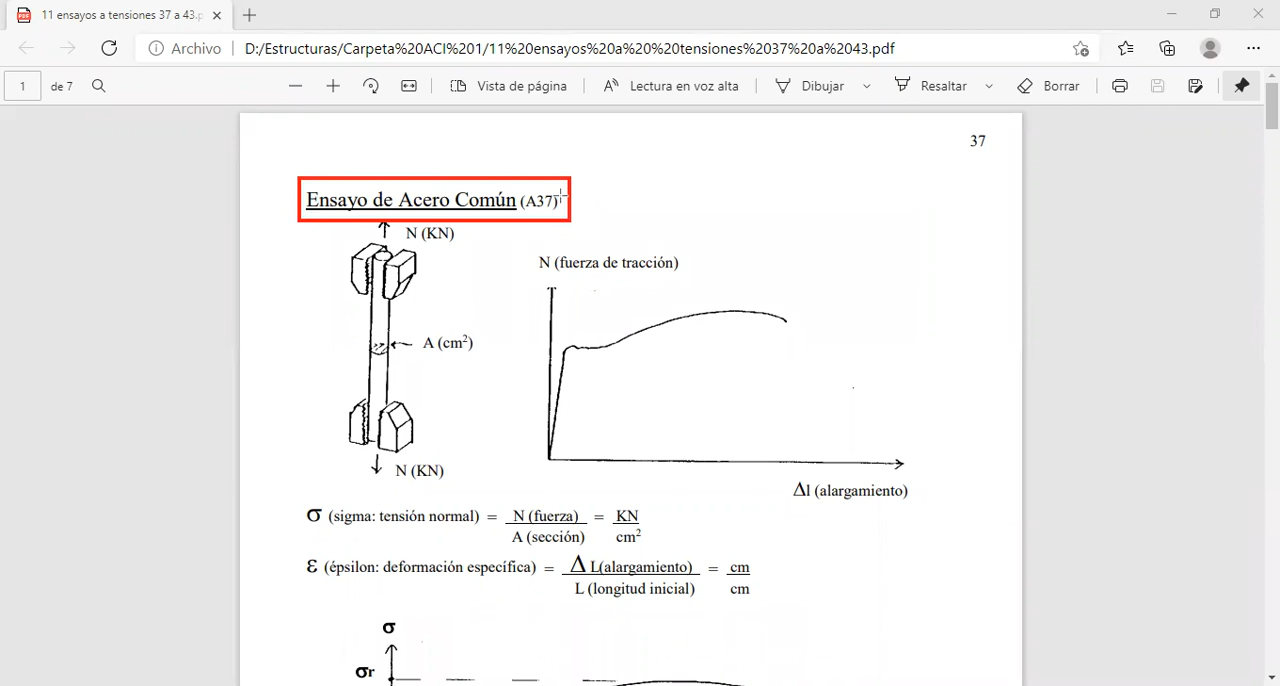 11 ensayos a tensiones 37 a 43.p
Archivo D:/Estructuras/Carpeta%20ACI%201/11%20ensayos%20a%20%20tensiones%2037%20a%2043.pdf
1 de 7 Vista de página A Lectura en voz alta Dibujar Resaltar Borrar
37
Ensayo de Acero Común (A37)
N (KN)
N (fuerza de tracción)
A (cm²)
N (KN)
Δl (alargamiento)
σ (sigma: tensión normal) = N (fuerza) = KN
A (sección) cm²
ε (épsilon: deformación específica) = Δ L(alargamiento) = cm
L (longitud inicial) cm
σ
σr